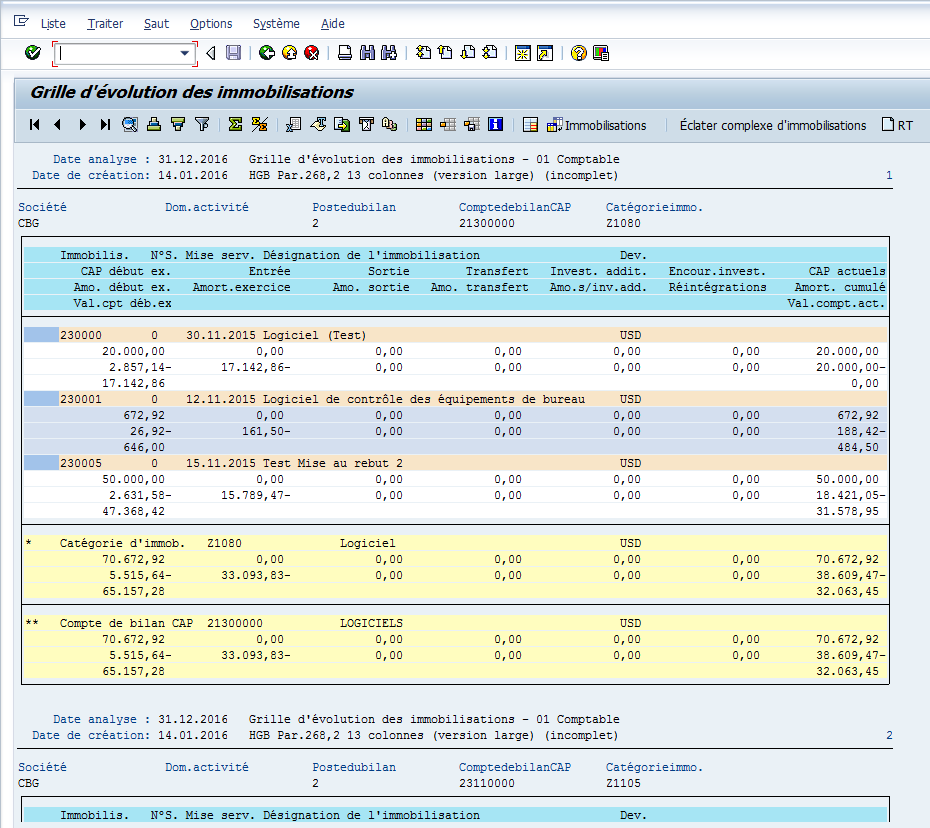 Liste Traiter Saut Options Système Aide
Grille d'évolution des immobilisations
Immobilisations Éclater complexe d'immobilisations RT
Date analyse : 31.12.2016 Grille d'évolution des immobilisations - 01 Comptable
Date de création: 14.01.2016 HGB Par.268,2 13 colonnes (version large) (incomplet) 1
Société Dom.activité Postedubilan ComptedebilanCAP Catégorieimmo.
CBG 2 21300000 Z1080
Immobilis. N°S. Mise serv. Désignation de l'immobilisation Dev.
CAP début ex. Entrée Sortie Transfert Invest. addit. Encour.invest. CAP actuels
Amo. début ex. Amort.exercice Amo. sortie Amo. transfert Amo.s/inv.add. Réintégrations Amort. cumulé
Val.cpt déb.ex Val.compt.act.
230000 0 30.11.2015 Logiciel (Test) USD
20.000,00 0,00 0,00 0,00 0,00 0,00 20.000,00
2.857,14- 17.142,86- 0,00 0,00 0,00 0,00 20.000,00-
17.142,86 0,00
230001 0 12.11.2015 Logiciel de contrôle des équipements de bureau USD
672,92 0,00 0,00 0,00 0,00 0,00 672,92
26,92- 161,50- 0,00 0,00 0,00 0,00 188,42-
646,00 484,50
230005 0 15.11.2015 Test Mise au rebut 2 USD
50.000,00 0,00 0,00 0,00 0,00 0,00 50.000,00
2.631,58- 15.789,47- 0,00 0,00 0,00 0,00 18.421,05-
47.368,42 31.578,95
* Catégorie d'immob. Z1080 Logiciel USD
70.672,92 0,00 0,00 0,00 0,00 0,00 70.672,92
5.515,64- 33.093,83- 0,00 0,00 0,00 0,00 38.609,47-
65.157,28 32.063,45
** Compte de bilan CAP 21300000 LOGICIELS USD
70.672,92 0,00 0,00 0,00 0,00 0,00 70.672,92
5.515,64- 33.093,83- 0,00 0,00 0,00 0,00 38.609,47-
65.157,28 32.063,45
Date analyse : 31.12.2016 Grille d'évolution des immobilisations - 01 Comptable
Date de création: 14.01.2016 HGB Par.268,2 13 colonnes (version large) (incomplet) 2
Société Dom.activité Postedubilan ComptedebilanCAP Catégorieimmo.
CBG 2 23110000 Z1105
Immobilis. N°S. Mise serv. Désignation de l'immobilisation Dev.